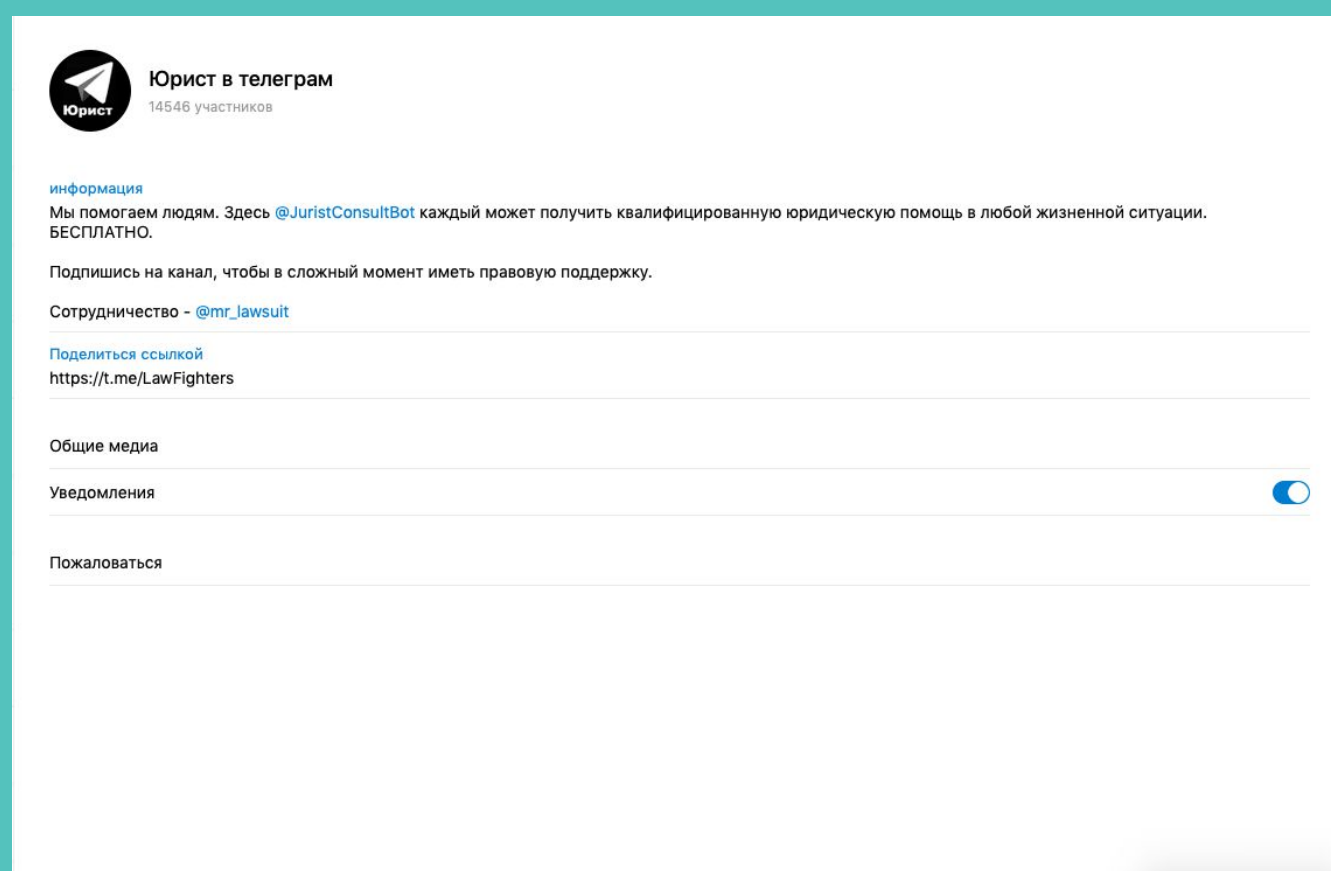 Юрист
Юрист в телеграм
14546 участников
информация
Мы помогаем людям. Здесь @JuristConsultBot каждый может получить квалифицированную юридическую помощь в любой жизненной ситуации.
БЕСПЛАТНО.
Подпишись на канал, чтобы в сложный момент иметь правовую поддержку.
Сотрудничество - @mr_lawsuit
Поделиться ссылкой
https://t.me/LawFighters
Общие медиа
Уведомления
Пожаловаться